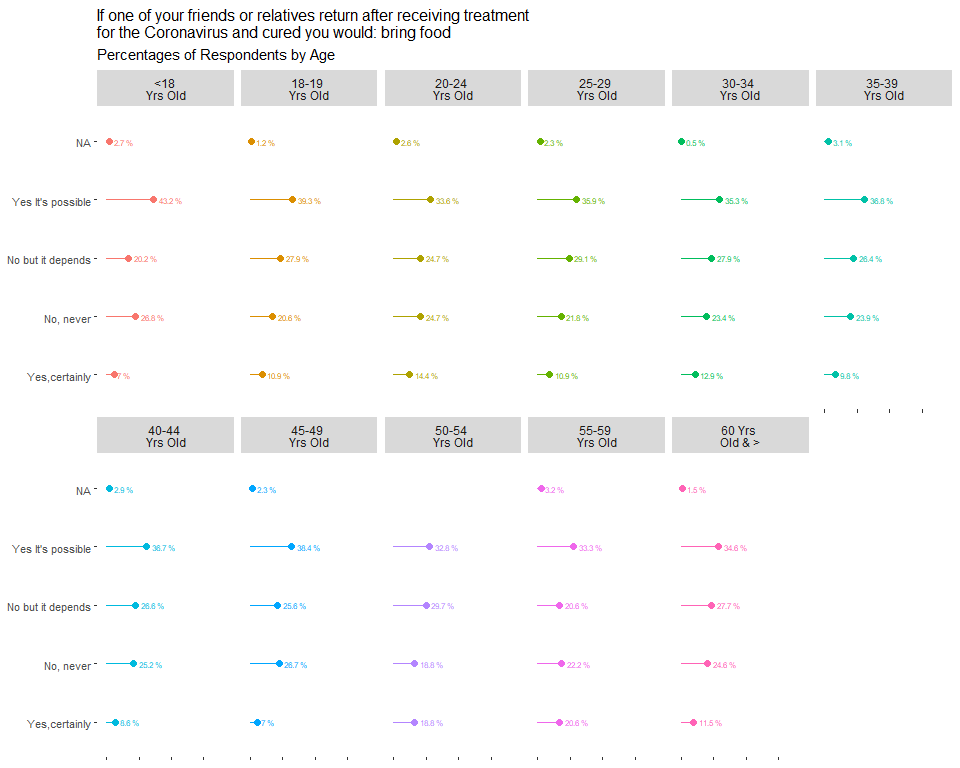 If one of your friends or relatives return after receiving treatment
for the Coronavirus and cured you would: bring food
Percentages of Respondents by Age
<18 Yrs Old 18-19 Yrs Old 20-24 Yrs Old 25-29 Yrs Old 30-34 Yrs Old 35-39 Yrs Old
NA 2.7 % 1.2 % 2.6 % 2.3 % 0.5 % 3.1 %
Yes It's possible 43.2 % 39.3 % 33.6 % 35.9 % 35.3 % 36.8 %
No but it depends 20.2 % 27.9 % 24.7 % 29.1 % 27.9 % 26.4 %
No, never 26.8 % 20.6 % 24.7 % 21.8 % 23.4 % 23.9 %
Yes,certainly 7 % 10.9 % 14.4 % 10.9 % 12.9 % 9.8 %
40-44 Yrs Old 45-49 Yrs Old 50-54 Yrs Old 55-59 Yrs Old 60 Yrs Old & >
NA 2.9 % 2.3 % 3.2 % 1.5 %
Yes It's possible 36.7 % 38.4 % 32.8 % 33.3 % 34.6 %
No but it depends 26.6 % 25.6 % 29.7 % 20.6 % 27.7 %
No, never 25.2 % 26.7 % 18.8 % 22.2 % 24.6 %
Yes,certainly 8.6 % 7 % 18.8 % 20.6 % 11.5 %